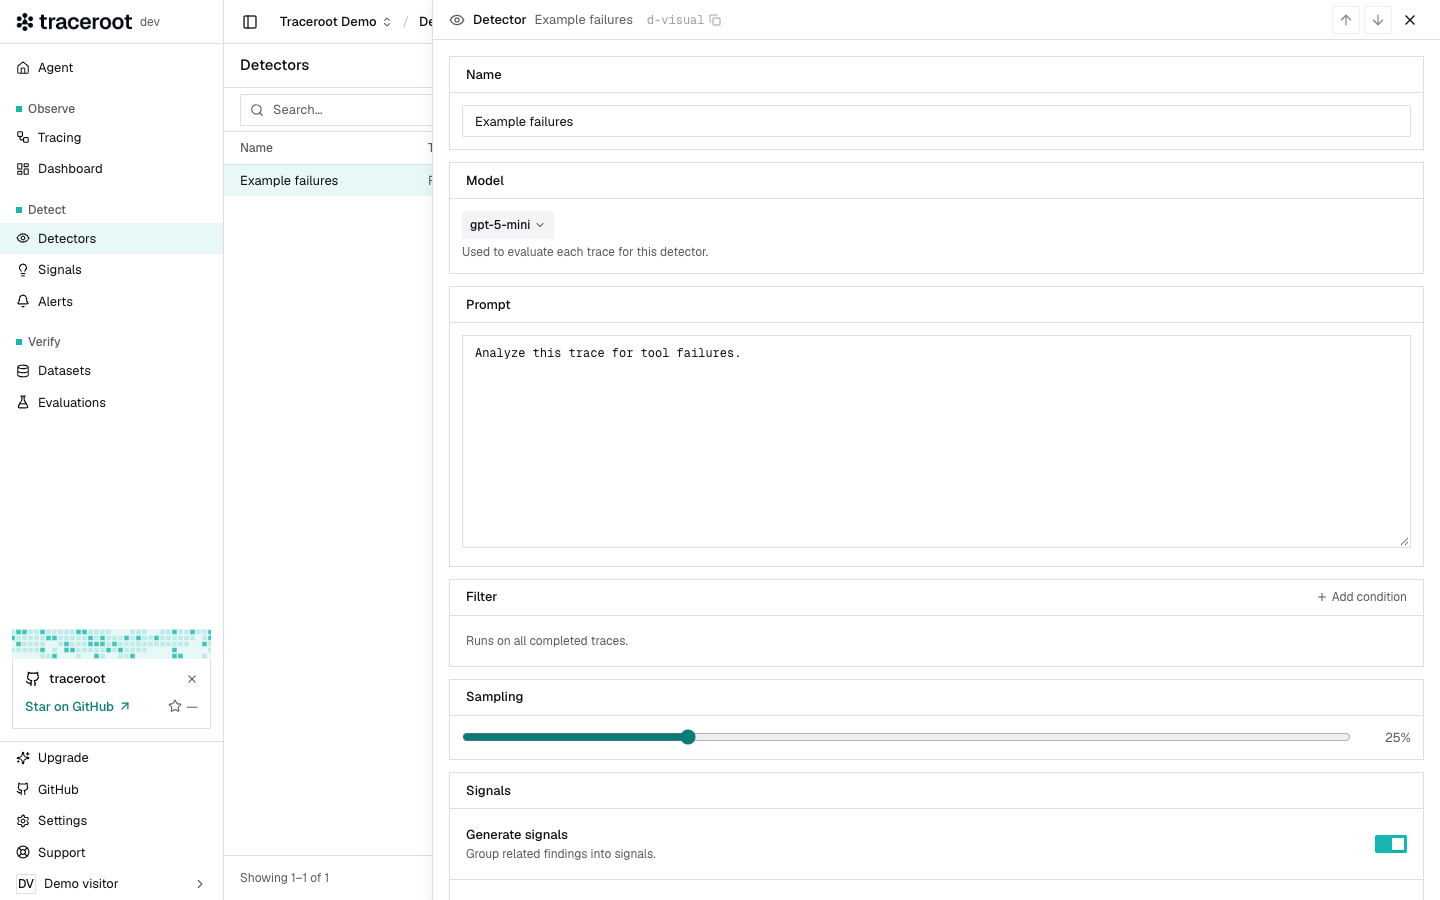 traceroot dev
Agent
Observe
Tracing
Dashboard
Detect
Detectors
Signals
Alerts
Verify
Datasets
Evaluations
traceroot
Star on GitHub
Upgrade
GitHub
Settings
Support
DV Demo visitor
Traceroot Demo / De
Detectors
Search...
Name
Example failures
Showing 1–1 of 1
Detector Example failures d-visual
Name
Example failures
Model
gpt-5-mini
Used to evaluate each trace for this detector.
Prompt
Analyze this trace for tool failures.
Filter
Add condition
Runs on all completed traces.
Sampling
25%
Signals
Generate signals
Group related findings into signals.